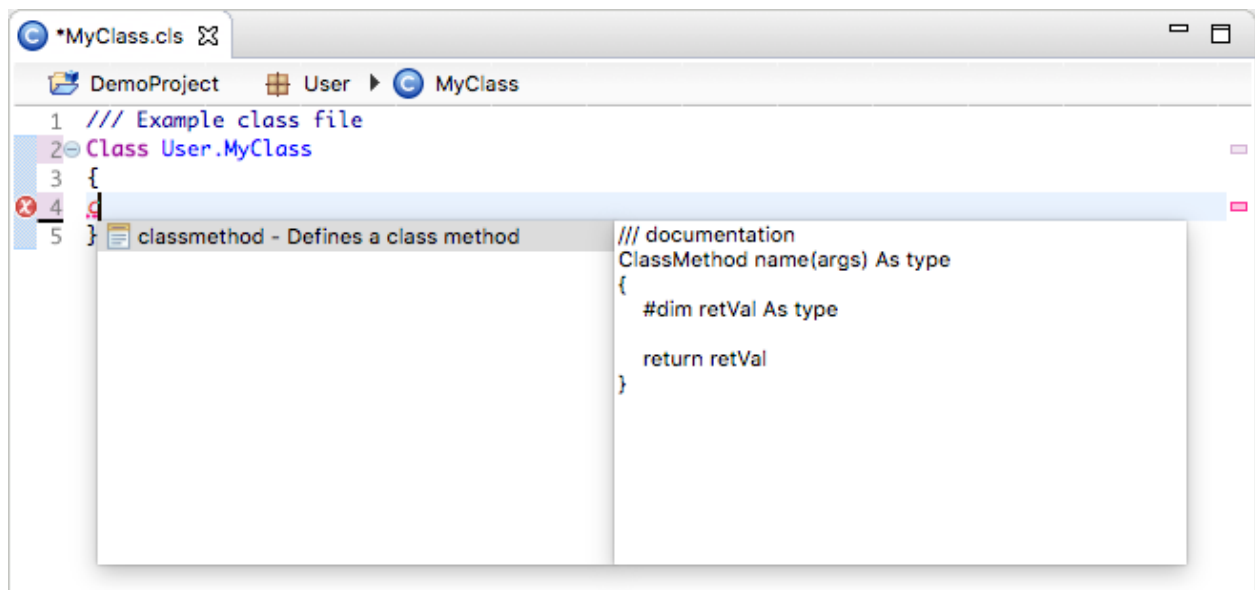 *MyClass.cls
DemoProject User MyClass
1 /// Example class file
2 Class User.MyClass
3 {
4 c
5 }
classmethod - Defines a class method
/// documentation
ClassMethod name(args) As type
{
#dim retVal As type
return retVal
}